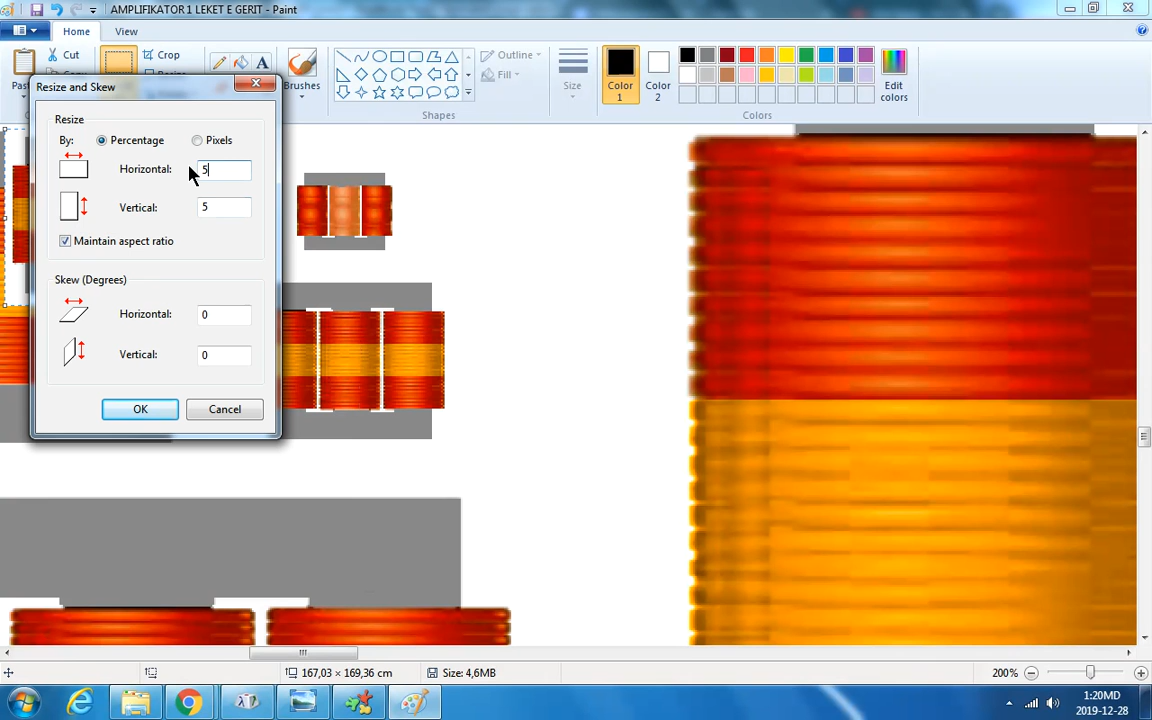 AMPLIFIKATOR 1 LEKET E GERIT - Paint
Home
View
Cut
Crop
Paste
Brushes
Outline
Fill
Size
Color 1
Color 2
Edit colors
Shapes
Colors
Resize and Skew
Resize
By:
Percentage
Pixels
Horizontal:
5
Vertical:
5
Maintain aspect ratio
Skew (Degrees)
Horizontal:
0
Vertical:
0
OK
Cancel
167,03 × 169,36 cm
Size: 4,6MB
200%
1:20MD
2019-12-28